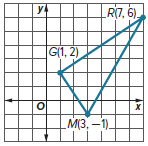 y
R(7, 6)
G(1, 2)
O
x
M(3, −1)